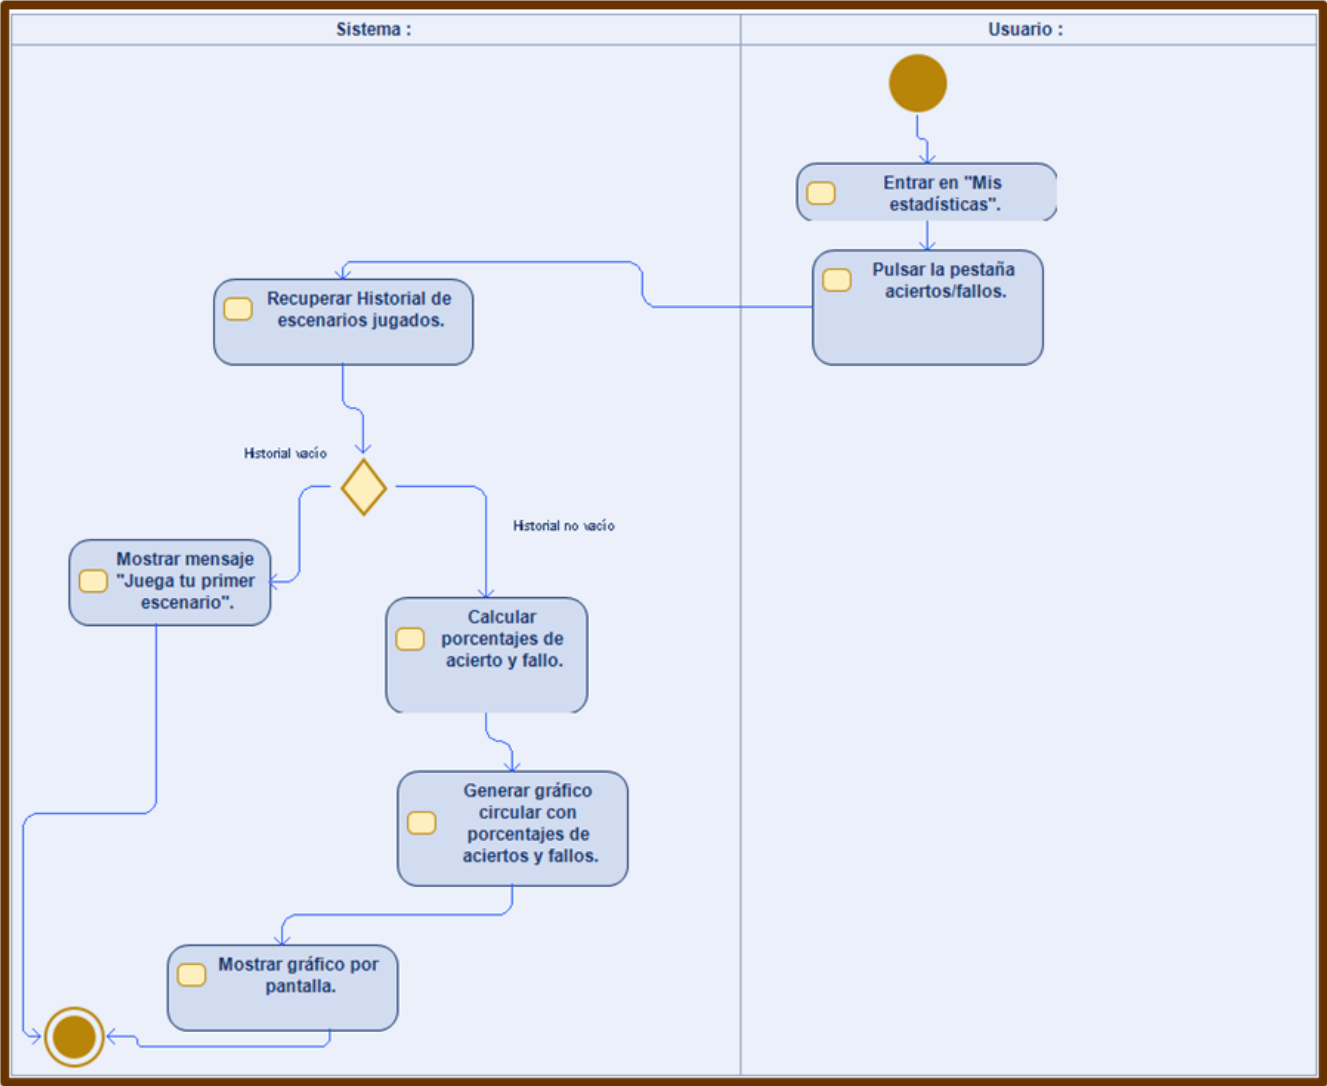 Sistema :
Usuario :
Entrar en "Mis
estadísticas".
Pulsar la pestaña
aciertos/fallos.
Recuperar Historial de
escenarios jugados.
Historial vacío
Historial no vacío
Mostrar mensaje
"Juega tu primer
escenario".
Calcular
porcentajes de
acierto y fallo.
Generar gráfico
circular con
porcentajes de
aciertos y fallos.
Mostrar gráfico por
pantalla.